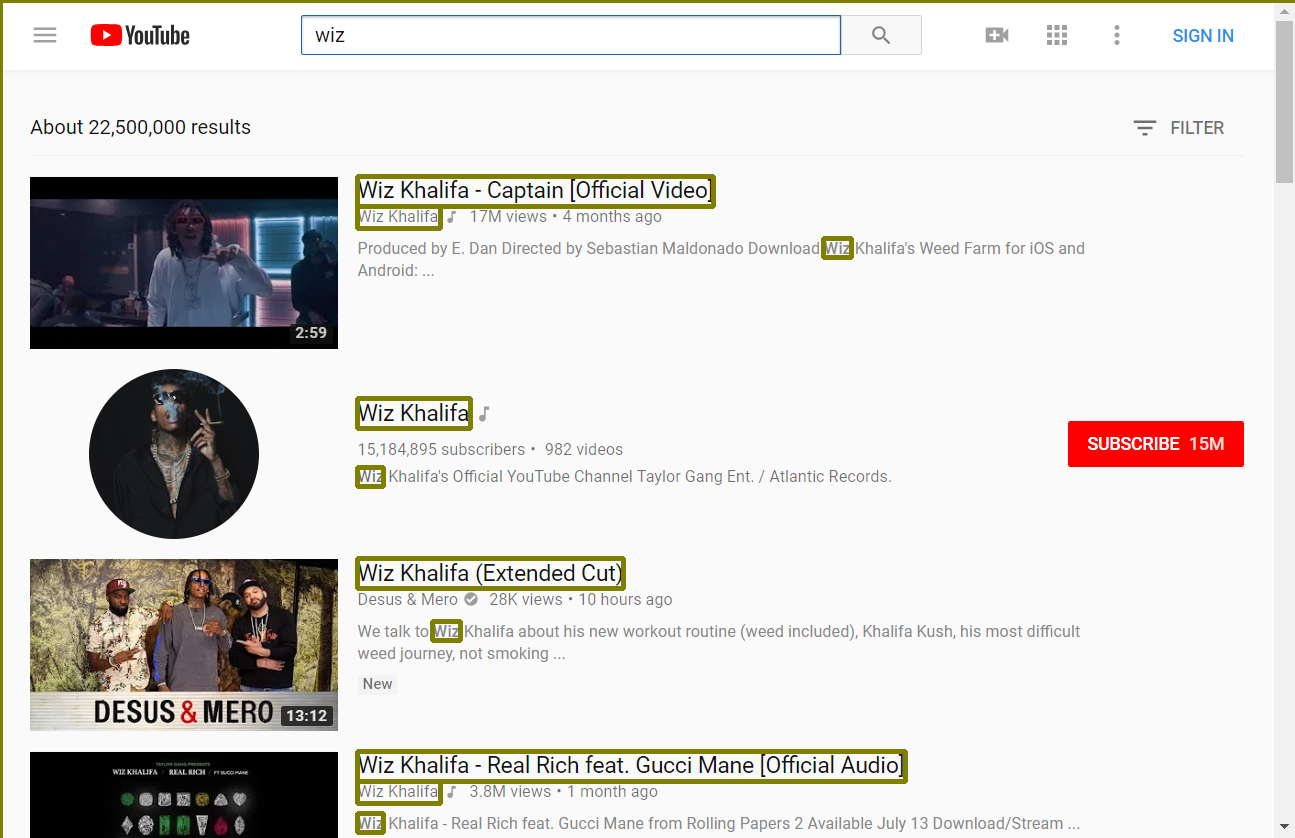 YouTube
wiz
SIGN IN
About 22,500,000 results
FILTER
Wiz Khalifa - Captain [Official Video]
Wiz Khalifa 17M views • 4 months ago
Produced by E. Dan Directed by Sebastian Maldonado Download Wiz Khalifa's Weed Farm for iOS and
Android: ...
2:59
Wiz Khalifa
15,184,895 subscribers • 982 videos
Wiz Khalifa's Official YouTube Channel Taylor Gang Ent. / Atlantic Records.
SUBSCRIBE 15M
Wiz Khalifa (Extended Cut)
Desus & Mero 28K views • 10 hours ago
We talk to Wiz Khalifa about his new workout routine (weed included), Khalifa Kush, his most difficult
weed journey, not smoking ...
New
DESUS & MERO
13:12
Wiz Khalifa - Real Rich feat. Gucci Mane [Official Audio]
Wiz Khalifa 3.8M views • 1 month ago
Wiz Khalifa - Real Rich feat. Gucci Mane from Rolling Papers 2 Available July 13 Download/Stream ...
TAYLOR GANG PRESENTS
WIZ KHALIFA / REAL RICH / FT GUCCI MANE